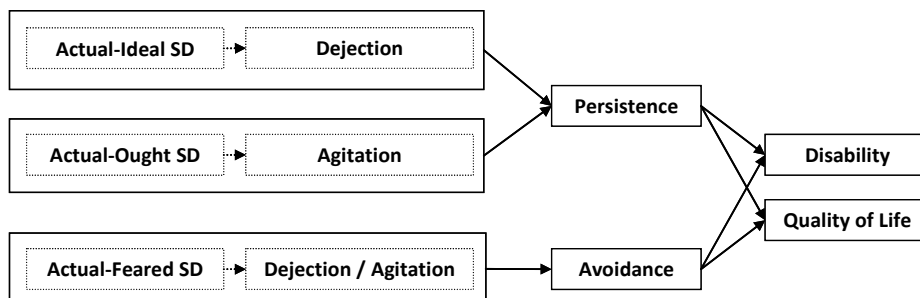 Actual-Ideal SD
Dejection
Persistence
Actual-Ought SD
Agitation
Disability
Quality of Life
Actual-Feared SD
Dejection / Agitation
Avoidance